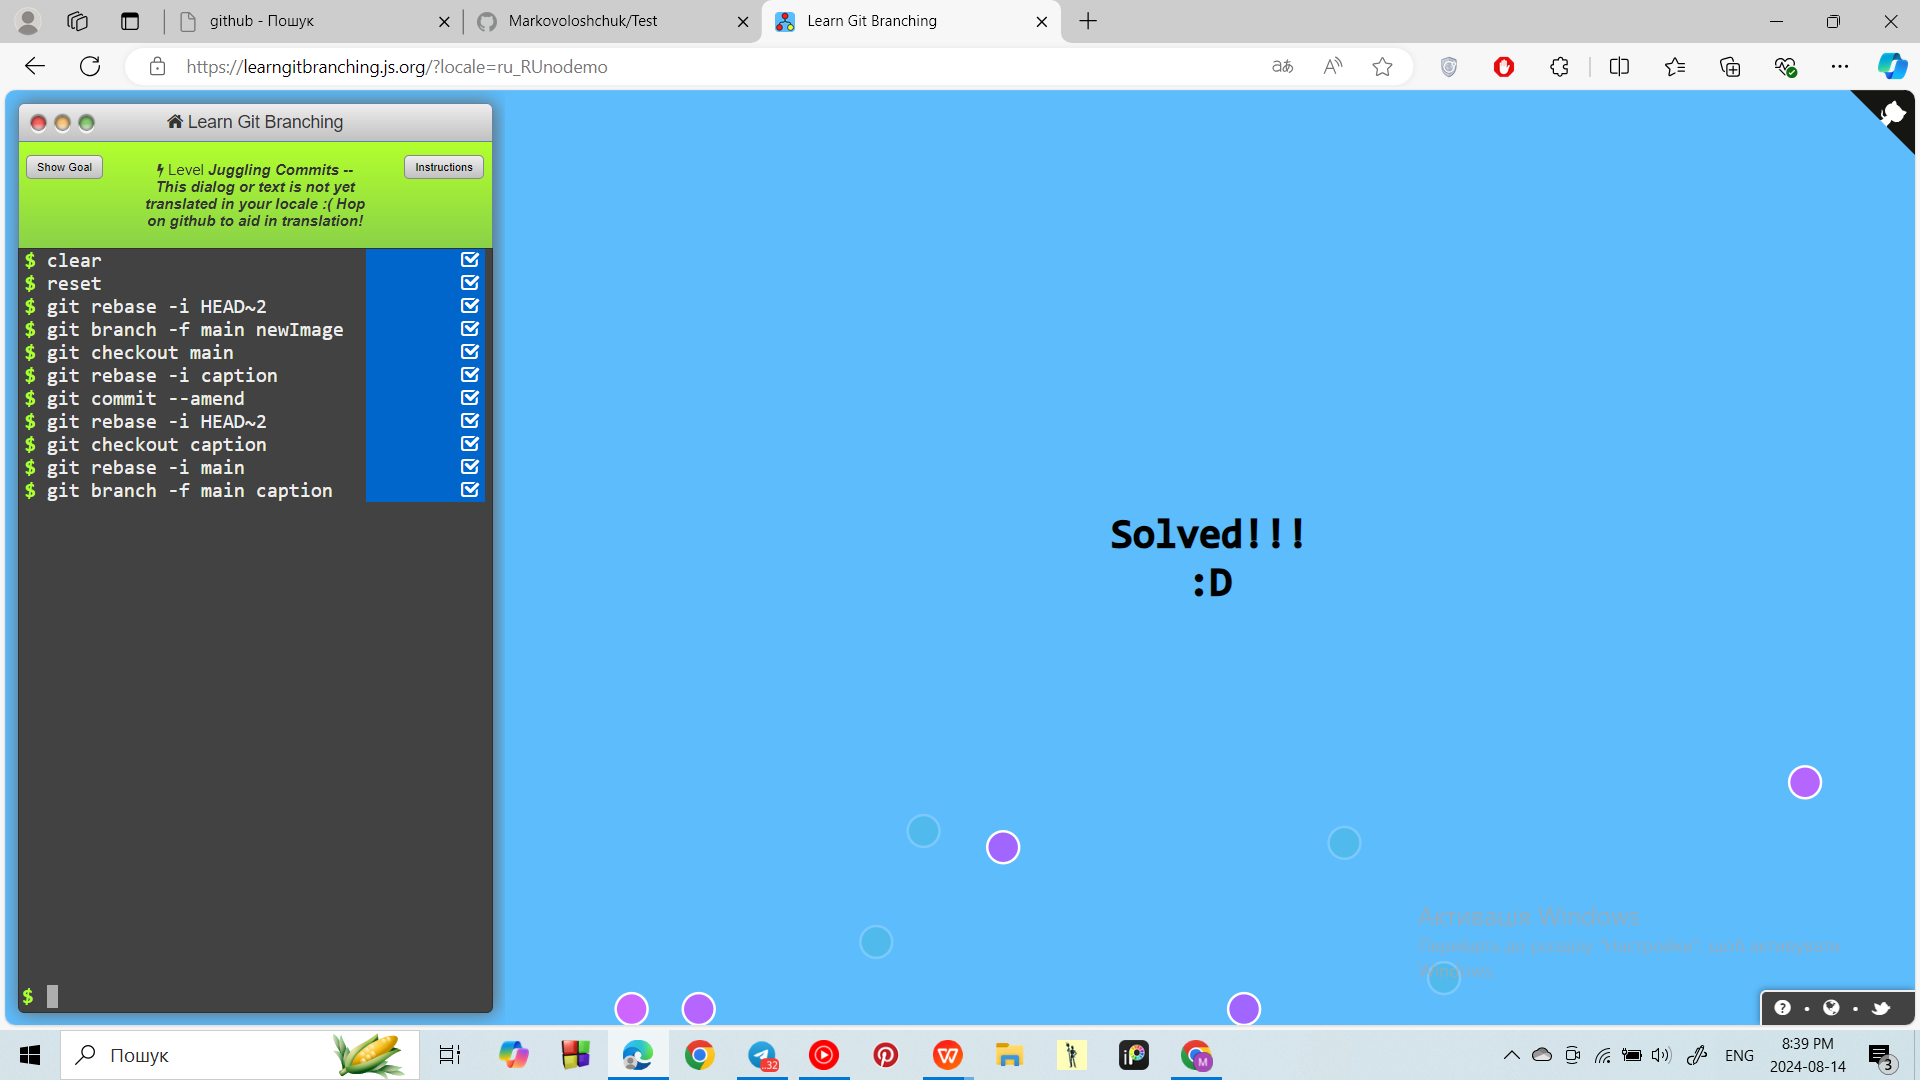 github - Пошук
Markovoloshchuk/Test
Learn Git Branching
https://learngitbranching.js.org/?locale=ru_RUnodemo
Learn Git Branching
Show Goal
Level Juggling Commits --
This dialog or text is not yet
translated in your locale :( Hop
on github to aid in translation!
Instructions
$ clear
$ reset
$ git rebase -i HEAD~2
$ git branch -f main newImage
$ git checkout main
$ git rebase -i caption
$ git commit --amend
$ git rebase -i HEAD~2
$ git checkout caption
$ git rebase -i main
$ git branch -f main caption
$
Solved!!!
:D
Активація Windows
Windows.
Пошук
32
ENG
8:39 PM
2024-08-14
3